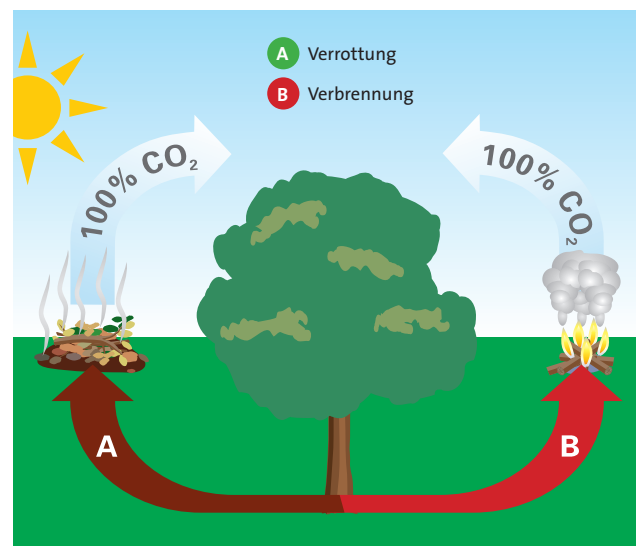 A Verrottung
B Verbrennung
100% CO₂
100% CO₂
A
B